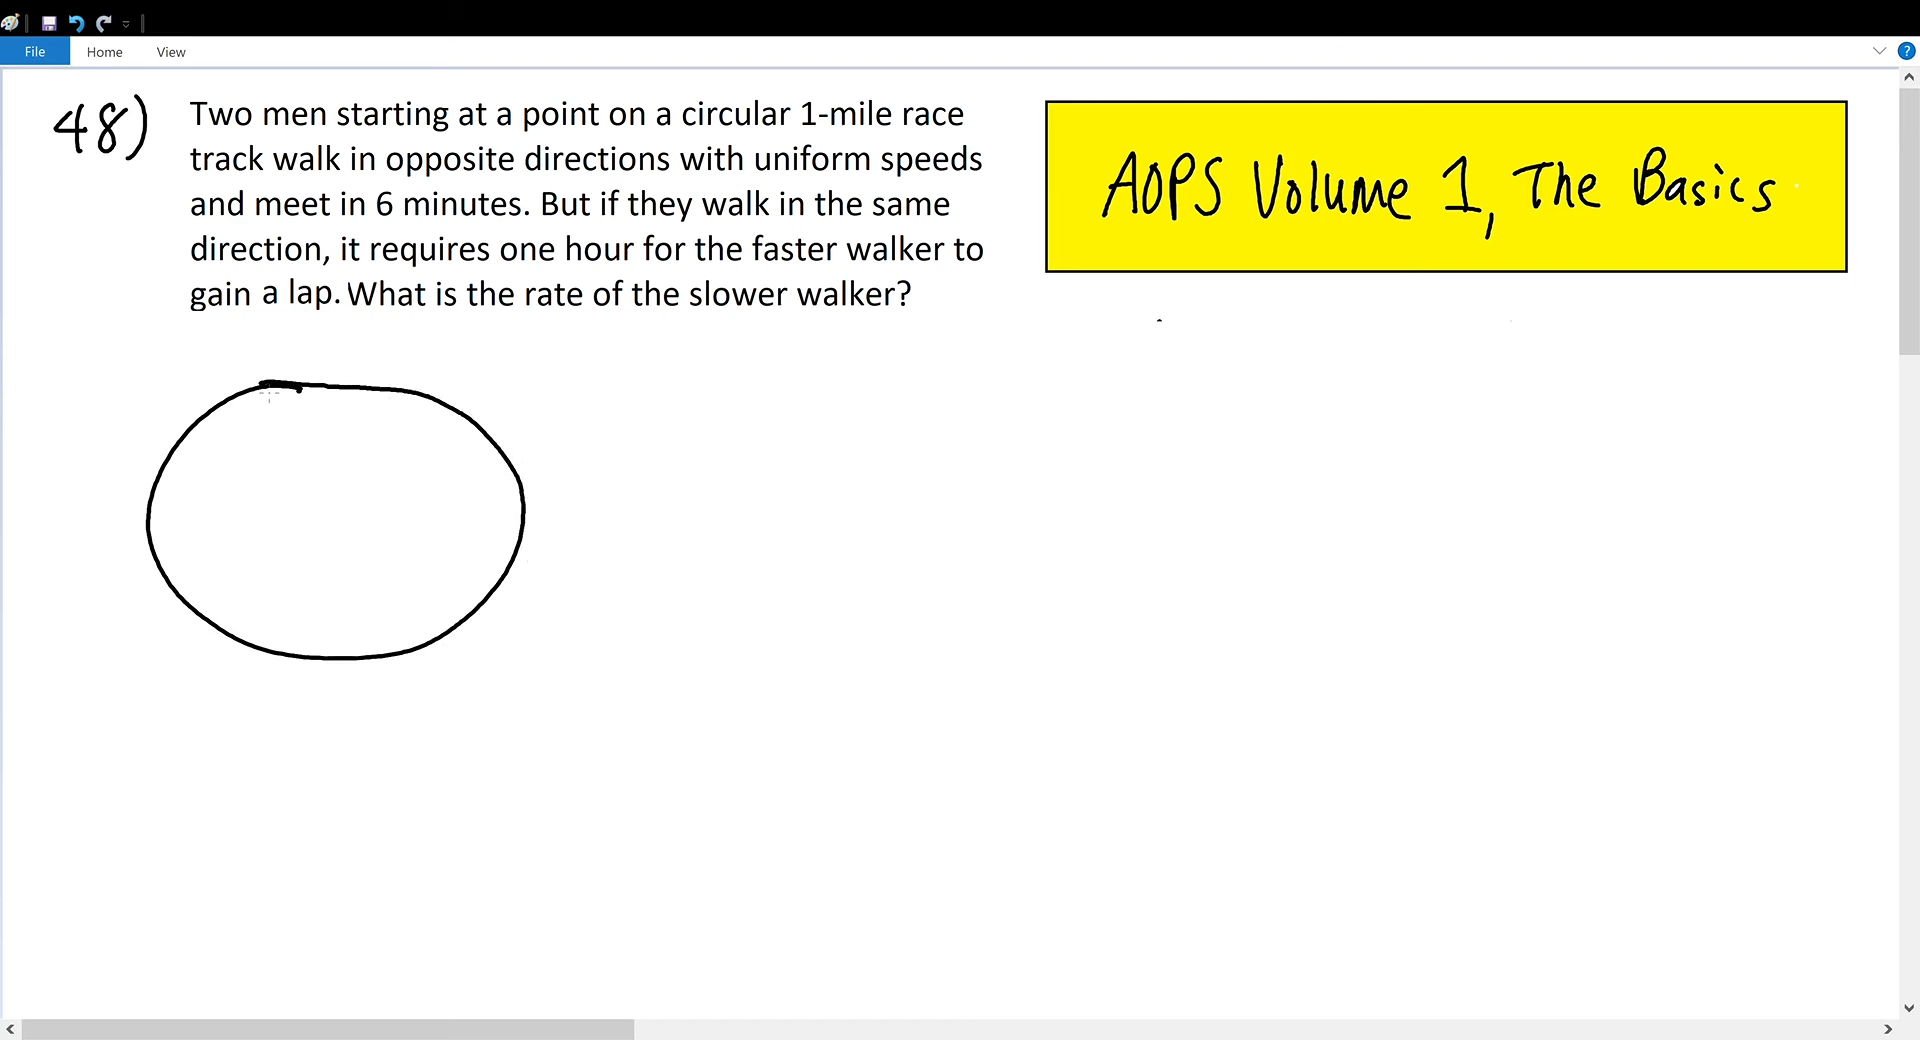 File Home View
48)
Two men starting at a point on a circular 1-mile race
track walk in opposite directions with uniform speeds
and meet in 6 minutes. But if they walk in the same
direction, it requires one hour for the faster walker to
gain a lap. What is the rate of the slower walker?
AOPS Volume 1, The Basics